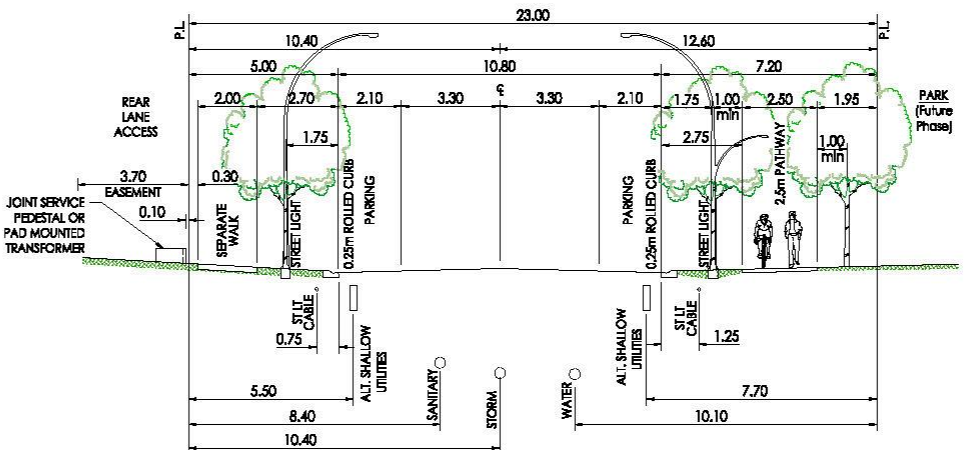 23.00
P.L.
P.L.
10.40
12.60
5.00
10.80
7.20
REAR
LANE
ACCESS
2.00
2.70
2.10
3.30
℄
3.30
2.10
1.75
1.00
min
2.50
1.95
PARK
(Future
Phase)
1.75
2.75
1.00
min
3.70
EASEMENT
0.30
0.10
JOINT SERVICE
PEDESTAL OR
PAD MOUNTED
TRANSFORMER
SEPARATE
WALK
STREET LIGHT
0.25m ROLLED CURB
PARKING
PARKING
0.25m ROLLED CURB
STREET LIGHT
2.5m PATHWAY
ST LT
CABLE
0.75
ALT. SHALLOW
UTILITIES
SANITARY
STORM
WATER
ALT. SHALLOW
UTILITIES
ST LT
CABLE
1.25
5.50
7.70
8.40
10.10
10.40